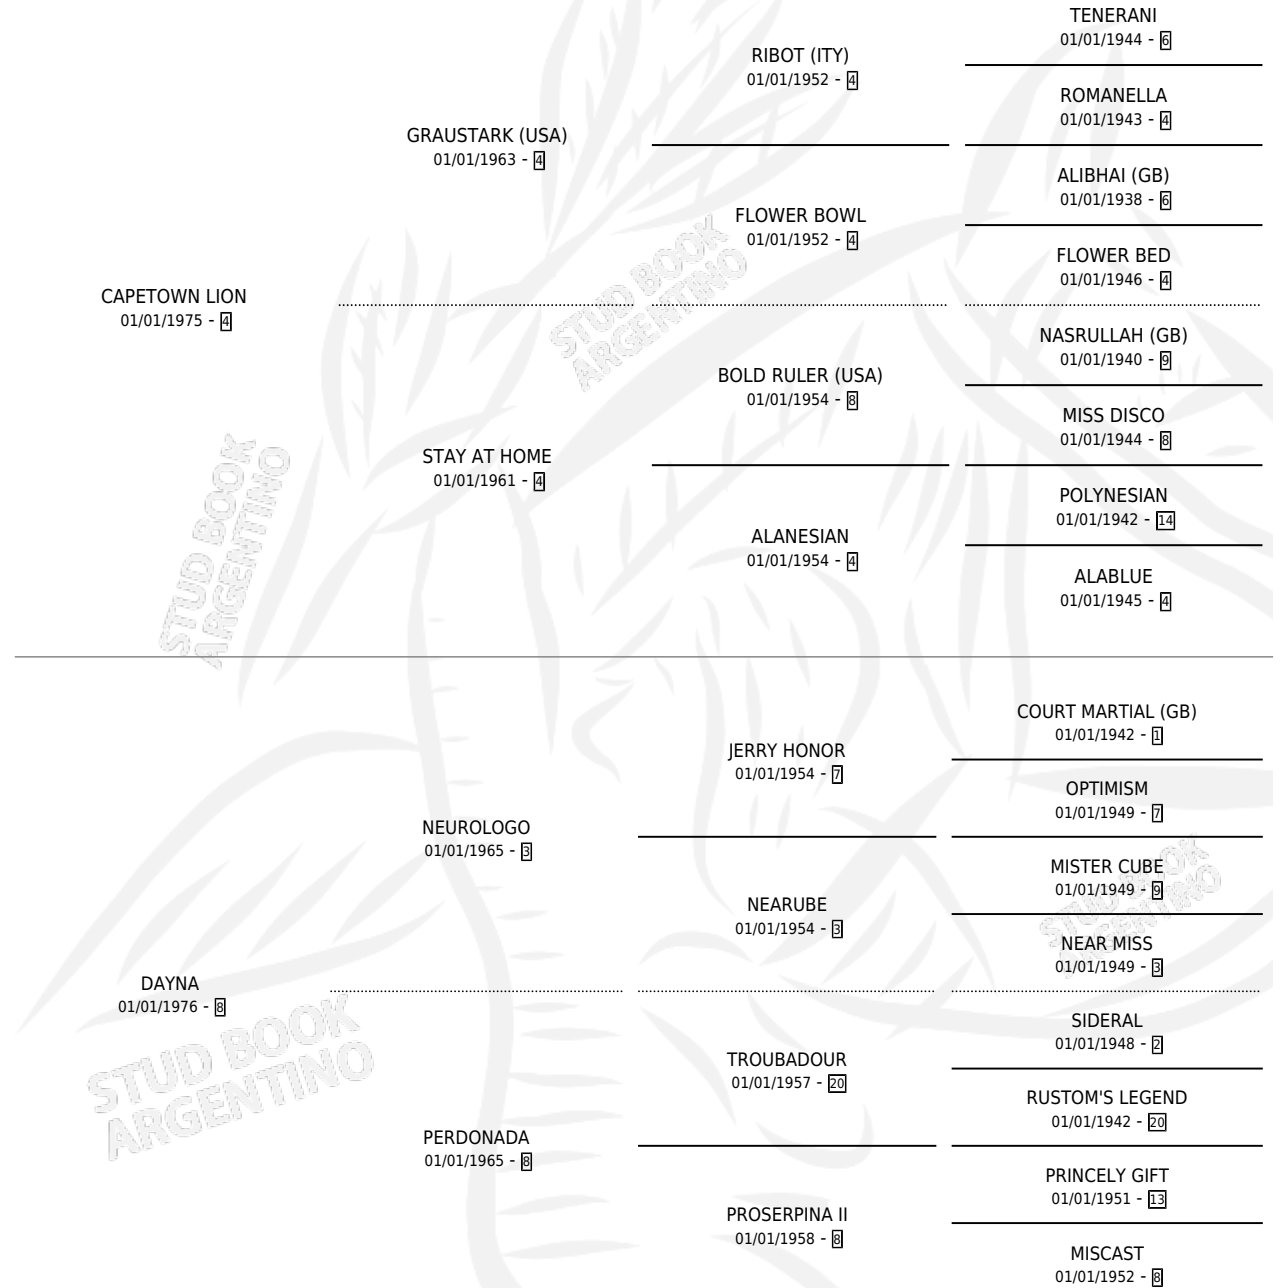 TENERANI
01/01/1944 - 6
RIBOT (ITY)
01/01/1952 - 4
ROMANELLA
01/01/1943 - 4
GRAUSTARK (USA)
01/01/1963 - 4
ALIBHAI (GB)
01/01/1938 - 6
FLOWER BOWL
01/01/1952 - 4
FLOWER BED
01/01/1946 - 4
CAPETOWN LION
01/01/1975 - 4
NASRULLAH (GB)
01/01/1940 - 9
BOLD RULER (USA)
01/01/1954 - 8
MISS DISCO
01/01/1944 - 8
STAY AT HOME
01/01/1961 - 4
POLYNESIAN
01/01/1942 - 14
ALANESIAN
01/01/1954 - 4
ALABLUE
01/01/1945 - 4
COURT MARTIAL (GB)
01/01/1942 - 1
JERRY HONOR
01/01/1954 - 7
OPTIMISM
01/01/1949 - 7
NEUROLOGO
01/01/1965 - 3
MISTER CUBE
01/01/1949 - 9
NEARUBE
01/01/1954 - 3
NEAR MISS
01/01/1949 - 3
DAYNA
01/01/1976 - 8
SIDERAL
01/01/1948 - 2
TROUBADOUR
01/01/1957 - 20
RUSTOM'S LEGEND
01/01/1942 - 20
PERDONADA
01/01/1965 - 8
PRINCELY GIFT
01/01/1951 - 13
PROSERPINA II
01/01/1958 - 8
MISCAST
01/01/1952 - 8
STUD BOOK
ARGENTINO
STUD BOOK
ARGENTINO
STUD BOOK
ARGENTINO
STUD BOOK
ARGENTINO